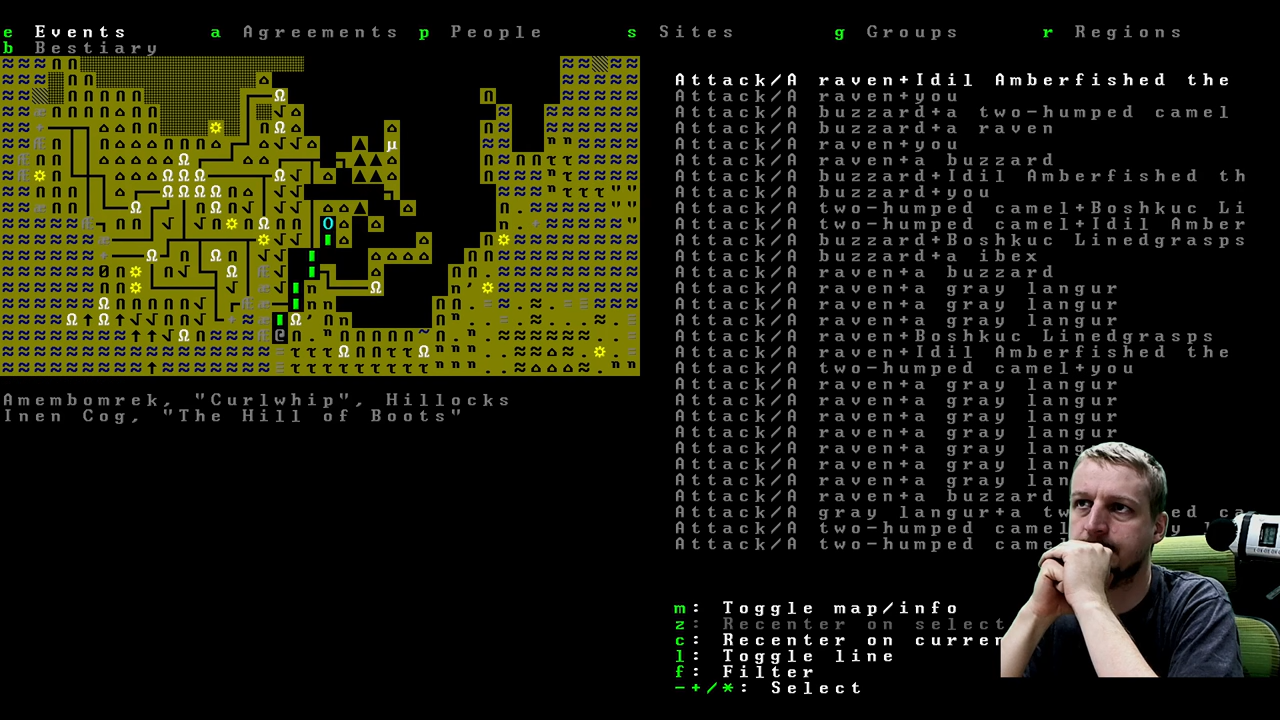 e Events a Agreements p People s Sites g Groups r Regions
b Bestiary
Attack/A raven+Idil Amberfished the
Attack/A raven+you
Attack/A buzzard+a two-humped camel
Attack/A buzzard+a raven
Attack/A raven+you
Attack/A raven+a buzzard
Attack/A buzzard+Idil Amberfished th
Attack/A buzzard+you
Attack/A two-humped camel+Boshkuc Li
Attack/A two-humped camel+Idil Amber
Attack/A buzzard+Boshkuc Linedgrasps
Attack/A buzzard+a ibex
Attack/A raven+a buzzard
Attack/A raven+a gray langur
Attack/A raven+a gray langur
Attack/A raven+a gray langur
Attack/A raven+Boshkuc Linedgrasps
Attack/A raven+Idil Amberfished the
Attack/A two-humped camel+you
Attack/A raven+a gray langur
Attack/A raven+a gray langur
Attack/A raven+a gray langur
Attack/A raven+a gray langur
Attack/A raven+a gray
Attack/A raven+a gray
Attack/A raven+a gray
Attack/A raven+a buzzard
Attack/A gray langur+a
Attack/A two-humped
Attack/A two-humped
Amembomrek, "Curlwhip", Hillocks
Inen Cog, "The Hill of Boots"
m: Toggle map/info
z: Recenter on select
c: Recenter on curren
l: Toggle line
f: Filter
-+/*: Select